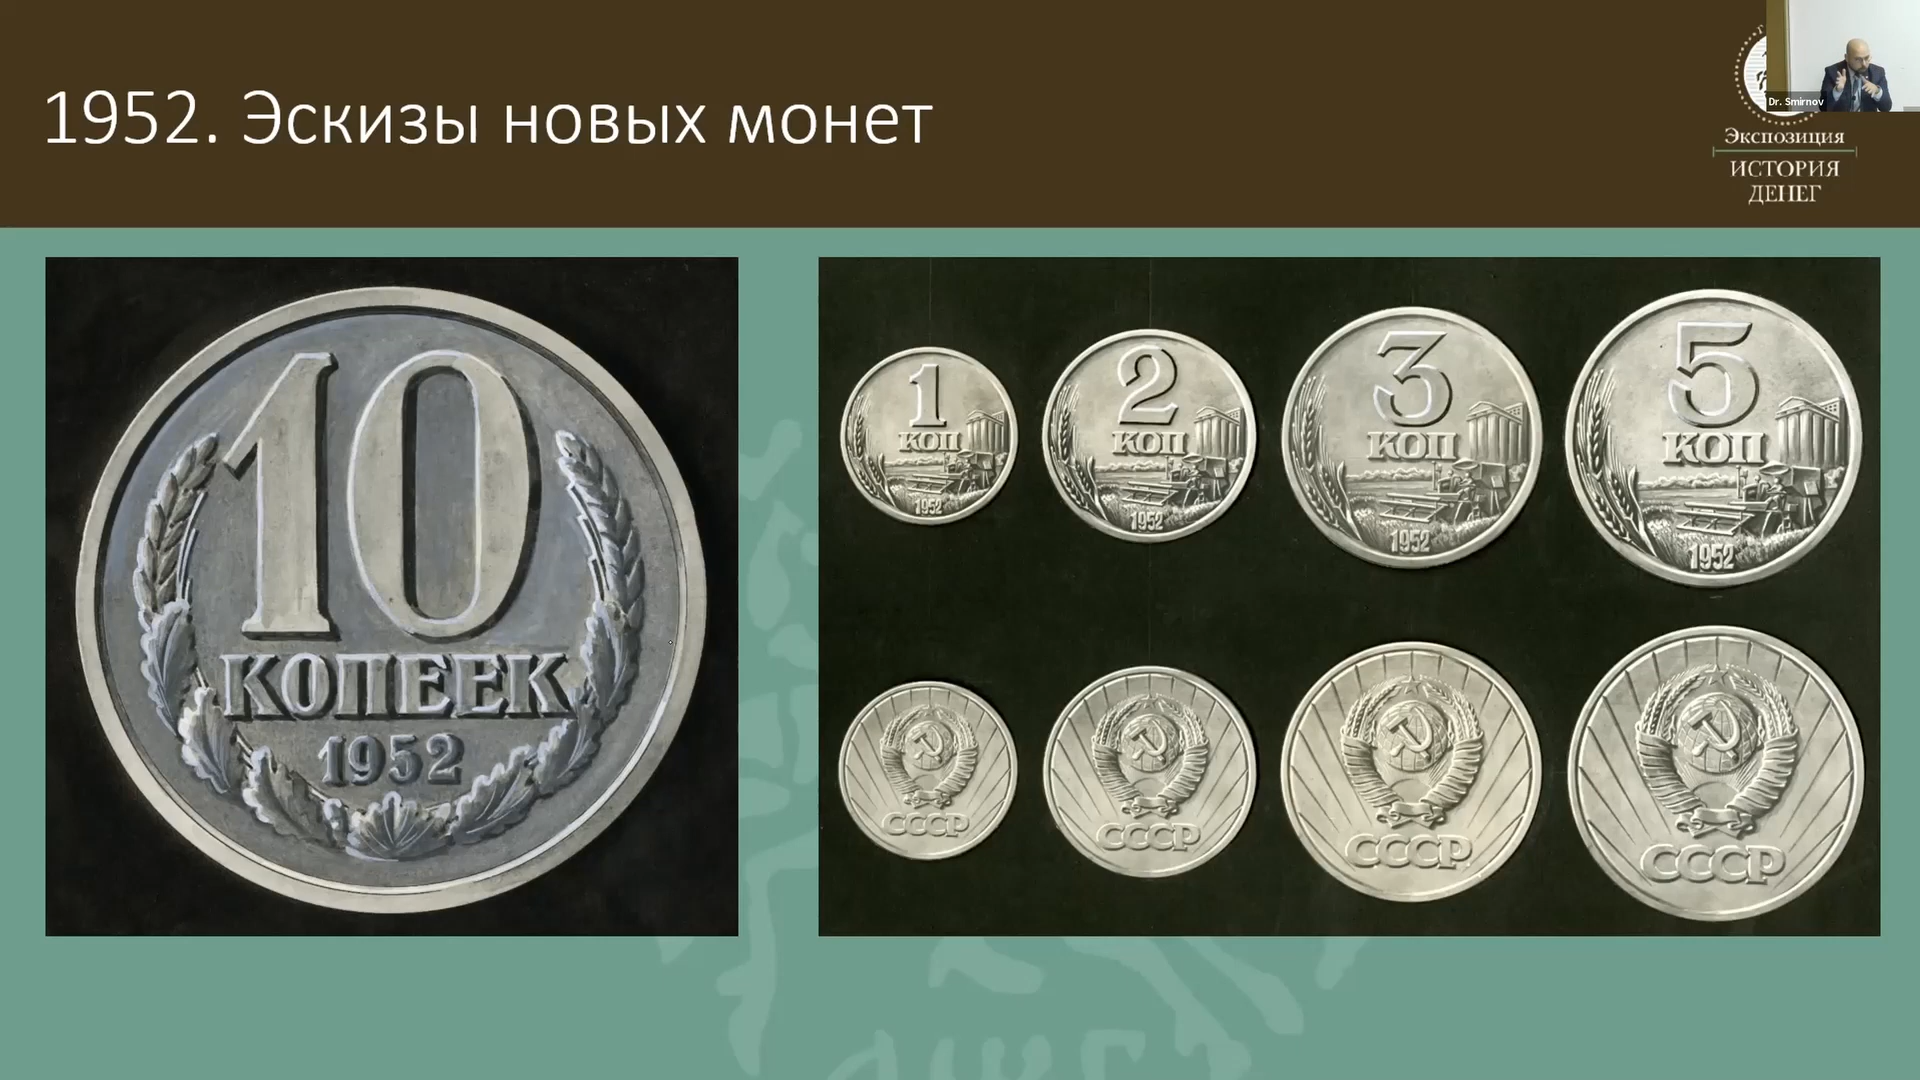 1952. Эскизы новых монет
Dr. Smirnov
Экспозиция
ИСТОРИЯ
ДЕНЕГ
10
КОПЕЕК
1952
1
КОП
1952
2
КОП
1952
3
КОП
1952
5
КОП
1952
СССР
СССР
СССР
СССР